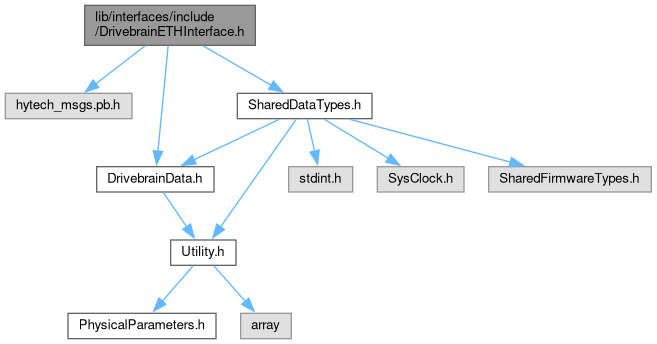 lib/interfaces/include
/DrivebrainETHInterface.h
hytech_msgs.pb.h
SharedDataTypes.h
DrivebrainData.h
stdint.h
SysClock.h
SharedFirmwareTypes.h
Utility.h
PhysicalParameters.h
array